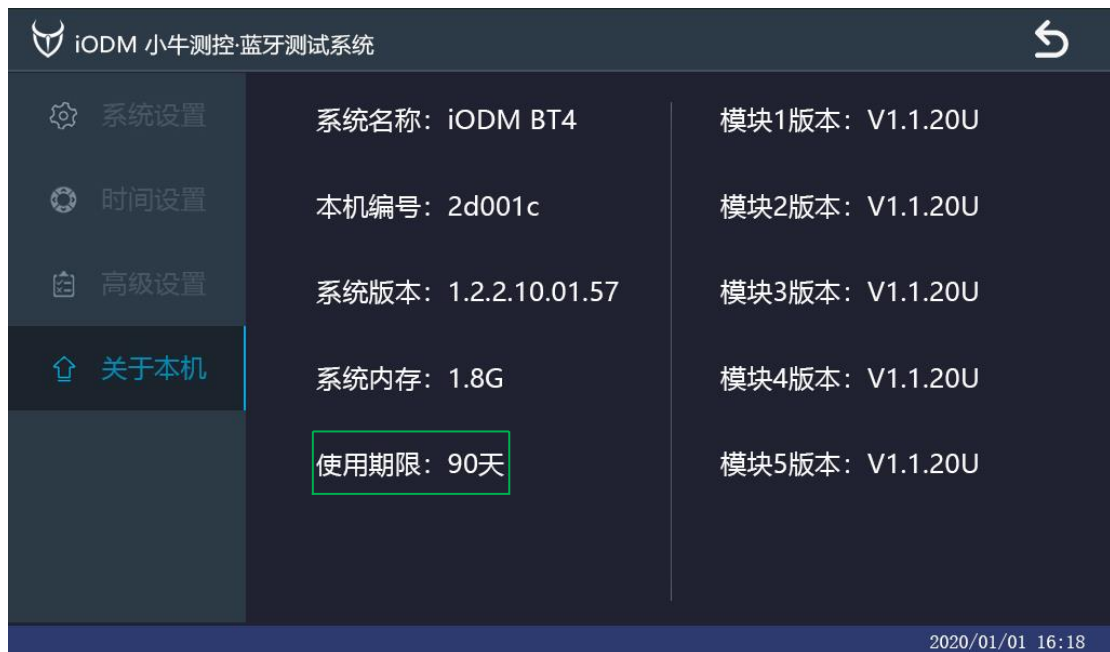 iODM 小牛测控·蓝牙测试系统
系统设置
时间设置
高级设置
关于本机
系统名称：iODM BT4
本机编号：2d001c
系统版本：1.2.2.10.01.57
系统内存：1.8G
使用期限：90天
模块1版本：V1.1.20U
模块2版本：V1.1.20U
模块3版本：V1.1.20U
模块4版本：V1.1.20U
模块5版本：V1.1.20U
2020/01/01 16:18